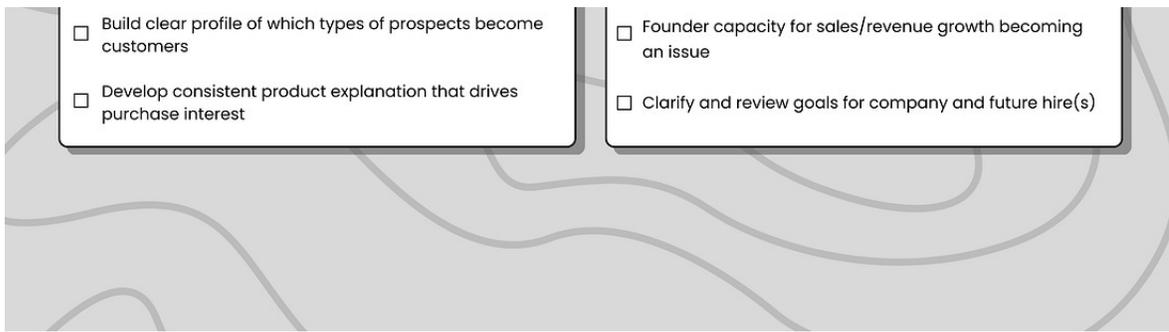 Build clear profile of which types of prospects become
customers
Develop consistent product explanation that drives
purchase interest
Founder capacity for sales/revenue growth becoming
an issue
Clarify and review goals for company and future hire(s)